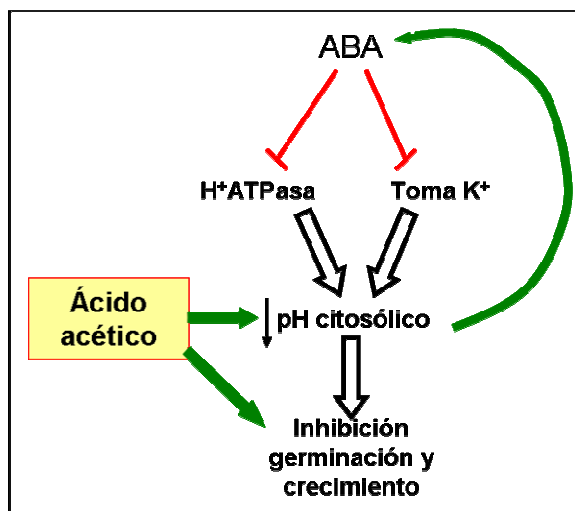 ABA
H⁺ATPasa
Toma K⁺
Ácido
acético
pH citosólico
Inhibición
germinación y
crecimiento